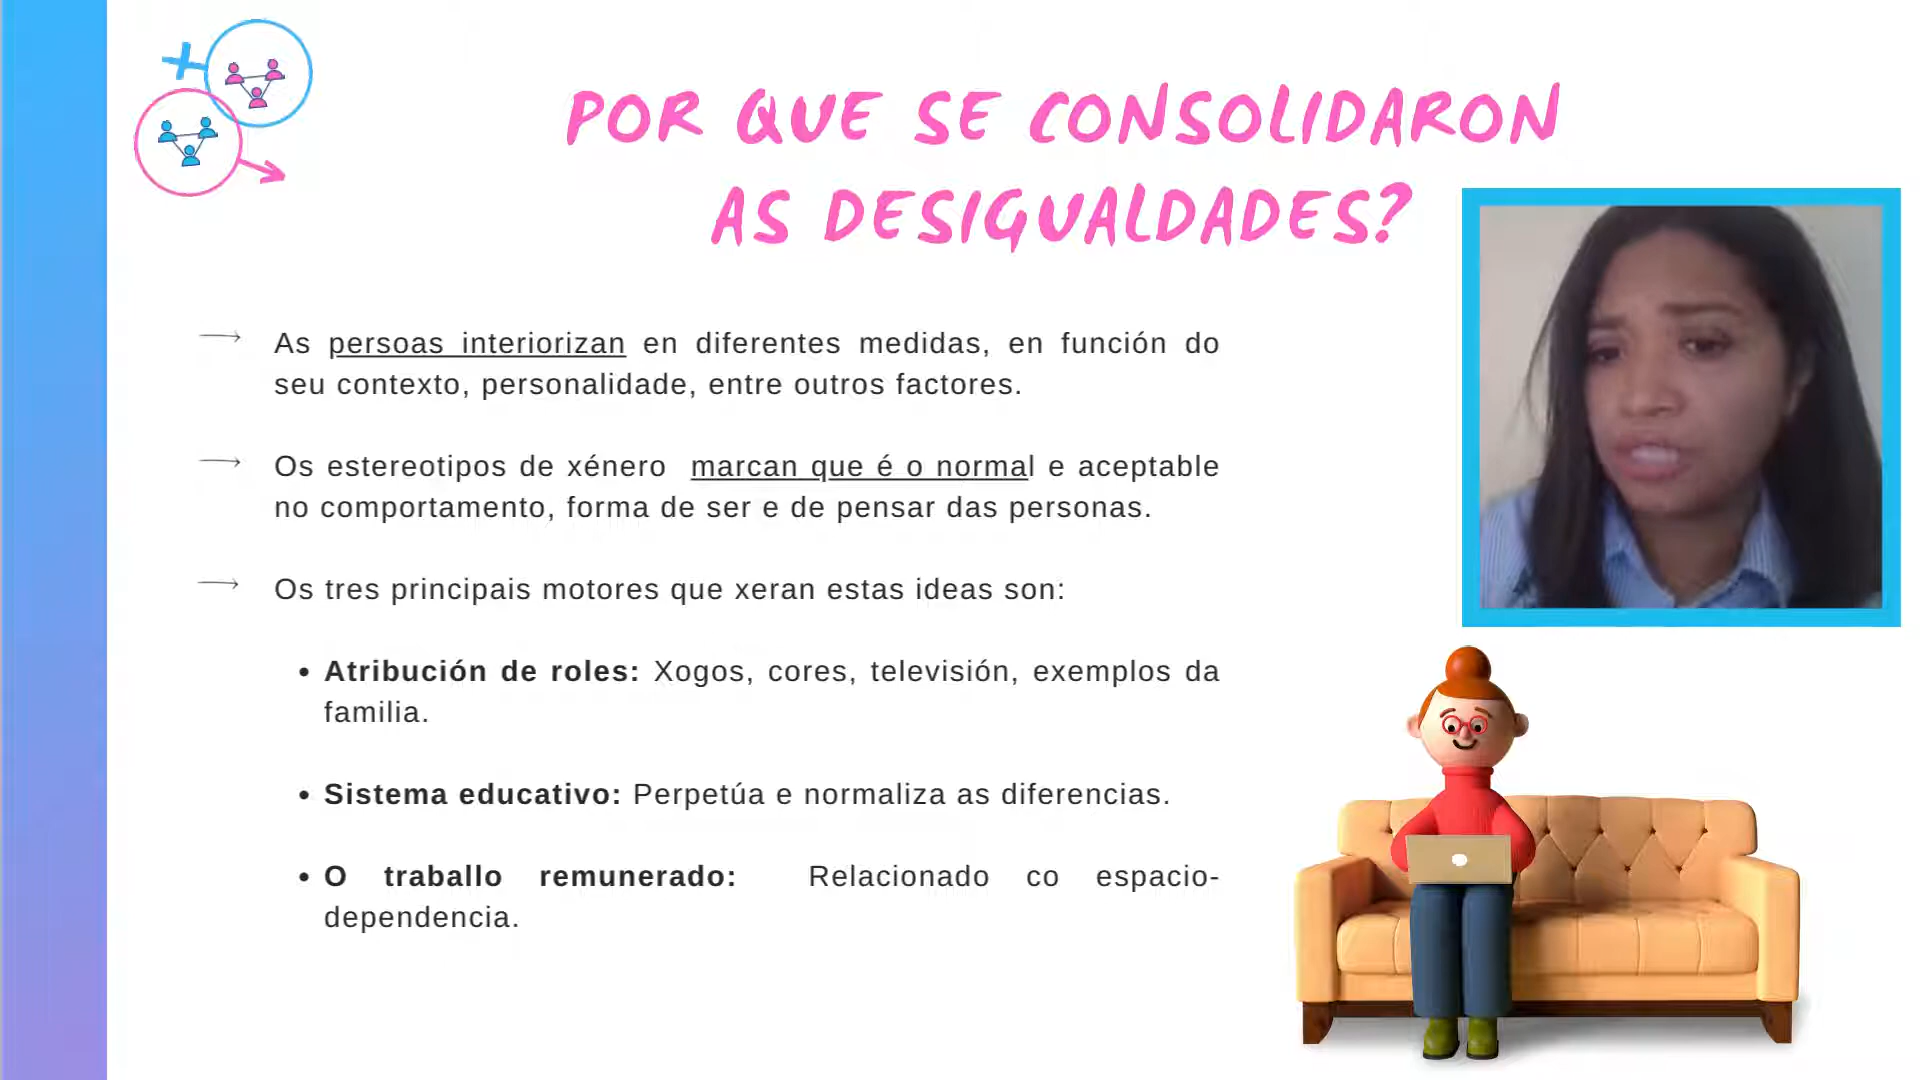 POR QUE SE CONSOLIDARON
AS DESIGUALDADES?
As persoas interiorizan en diferentes medidas, en función do
seu contexto, personalidade, entre outros factores.
Os estereotipos de xénero marcan que é o normal e aceptable
no comportamento, forma de ser e de pensar das personas.
Os tres principais motores que xeran estas ideas son:
• Atribución de roles: Xogos, cores, televisión, exemplos da
familia.
• Sistema educativo: Perpetúa e normaliza as diferencias.
• O traballo remunerado: Relacionado co espacio-
dependencia.